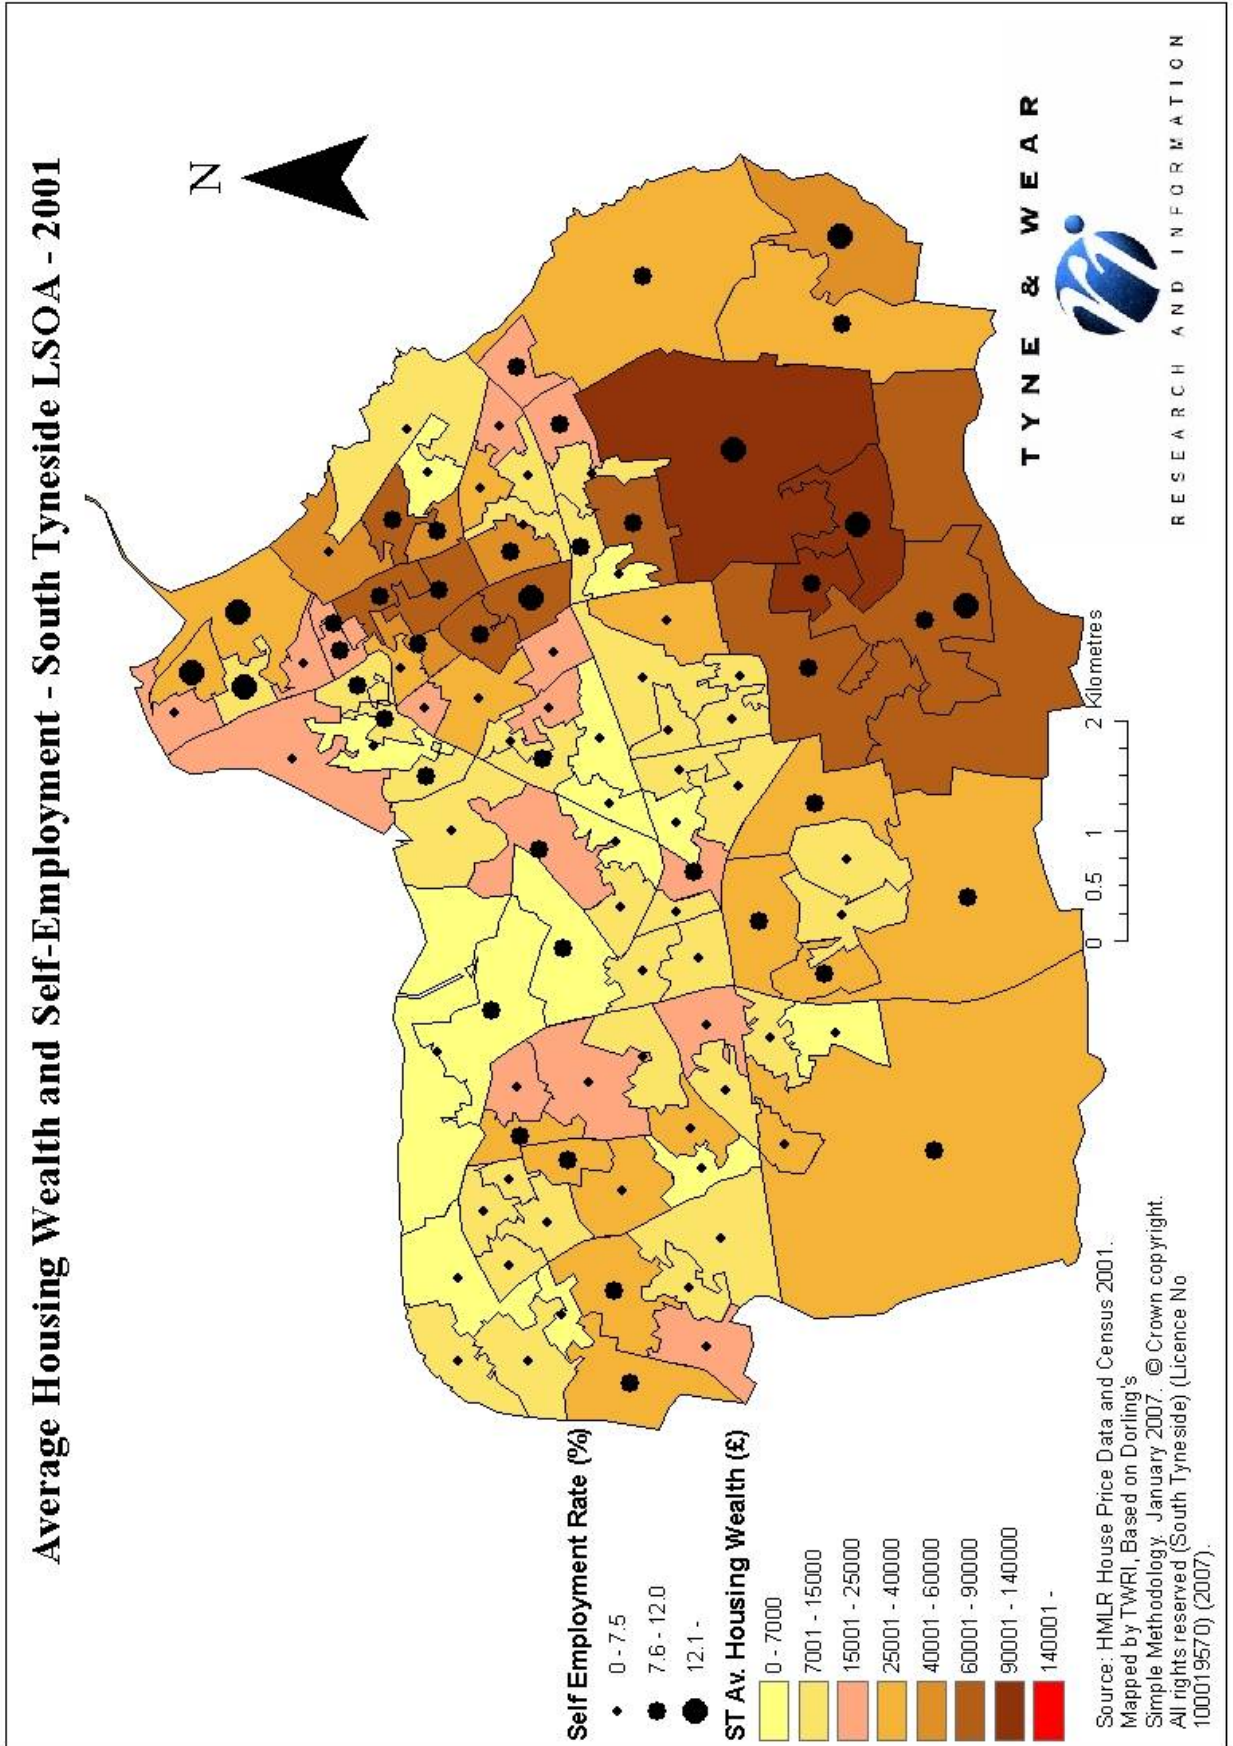 Average Housing Wealth and Self-Employment - South Tyneside LSOA - 2001
N
Self Employment Rate (%)
0 - 7.5
7.6 - 12.0
12.1 -
ST Av. Housing Wealth (£)
0 - 7000
7001 - 15000
15001 - 25000
25001 - 40000
40001 - 60000
60001 - 90000
90001 - 140000
140001 -
Source: HMLR House Price Data and Census 2001.
Mapped by TWRI, Based on Dorling's
Simple Methodology. January 2007. © Crown copyright.
All rights reserved (South Tyneside) (Licence No
100019570) (2007).
0 0.5 1 2 Kilometres
TYNE & WEAR
RESEARCH AND INFORMATION